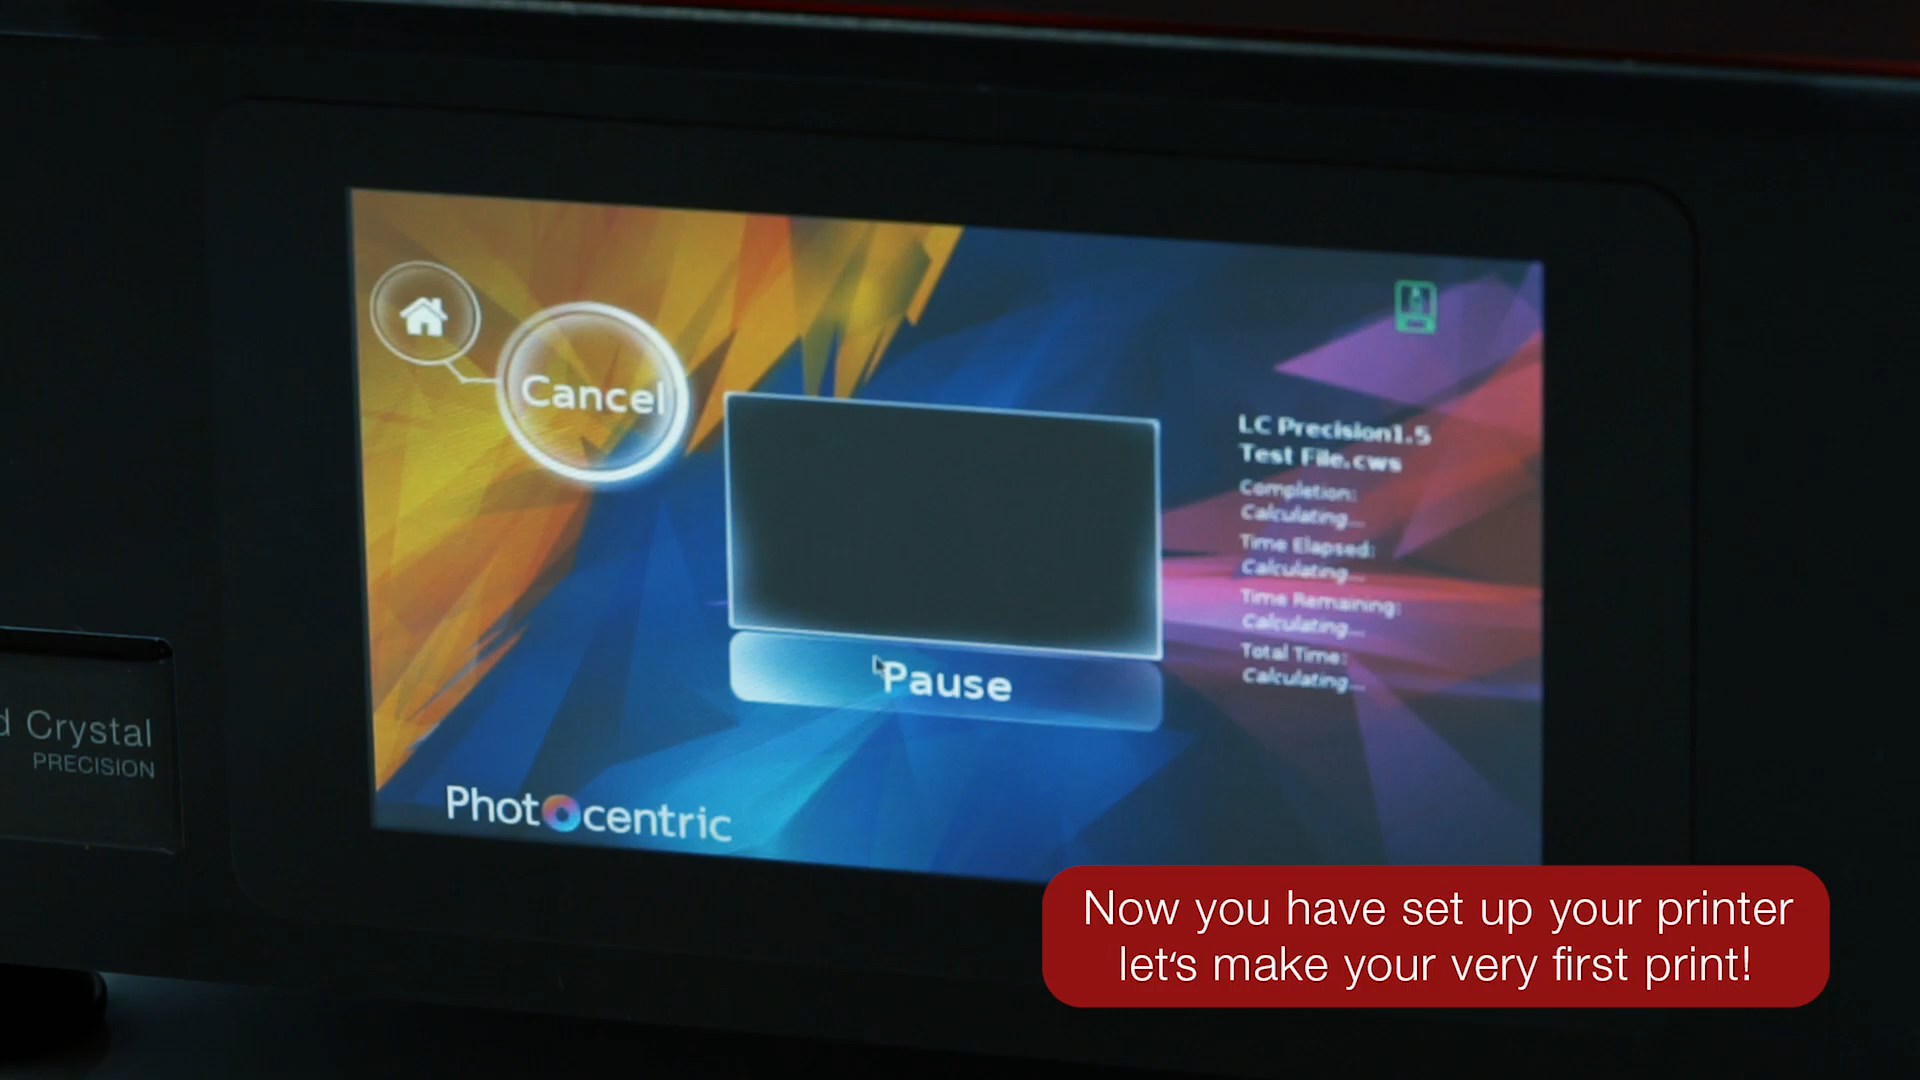 Cancel
LC Precision1.5
Test File.cws
Completion:
Calculating...
Time Elapsed:
Calculating...
Time Remaining:
Calculating...
Total Time:
Calculating...
Pause
d Crystal
PRECISION
Photocentric
Now you have set up your printer
let's make your very first print!